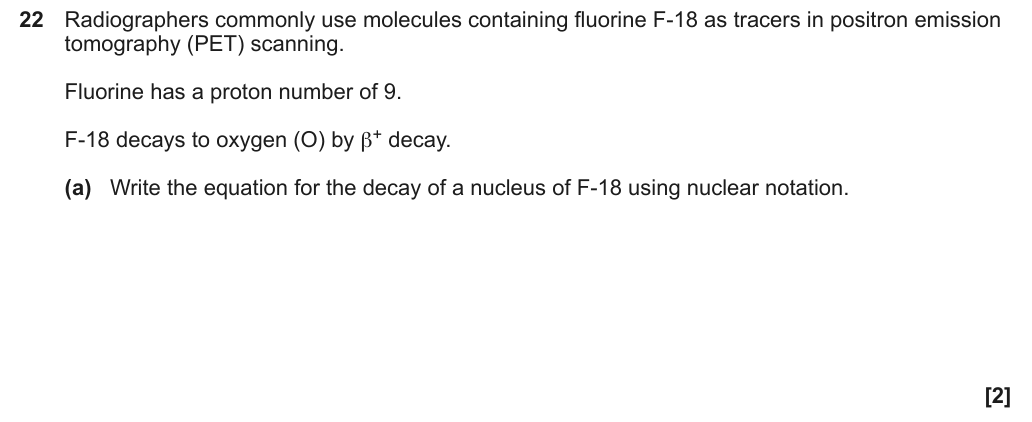 22 Radiographers commonly use molecules containing fluorine F-18 as tracers in positron emission
tomography (PET) scanning.
Fluorine has a proton number of 9.
F-18 decays to oxygen (O) by β⁺ decay.
(a) Write the equation for the decay of a nucleus of F-18 using nuclear notation.
[2]